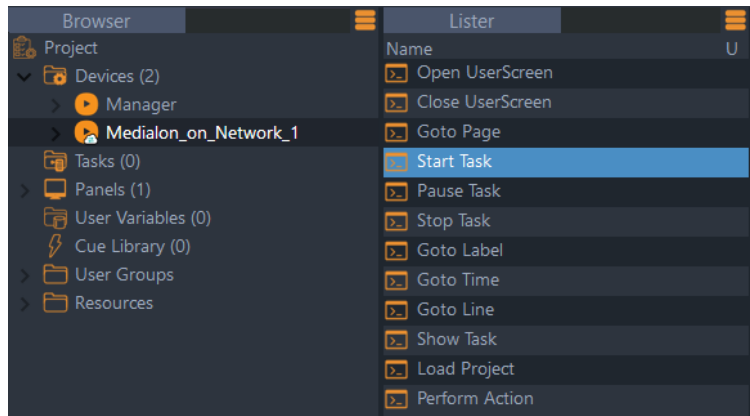 Browser
Project
Devices (2)
Manager
Medialon_on_Network_1
Tasks (0)
Panels (1)
User Variables (0)
Cue Library (0)
User Groups
Resources
Lister
Name U
Open UserScreen
Close UserScreen
Goto Page
Start Task
Pause Task
Stop Task
Goto Label
Goto Time
Goto Line
Show Task
Load Project
Perform Action